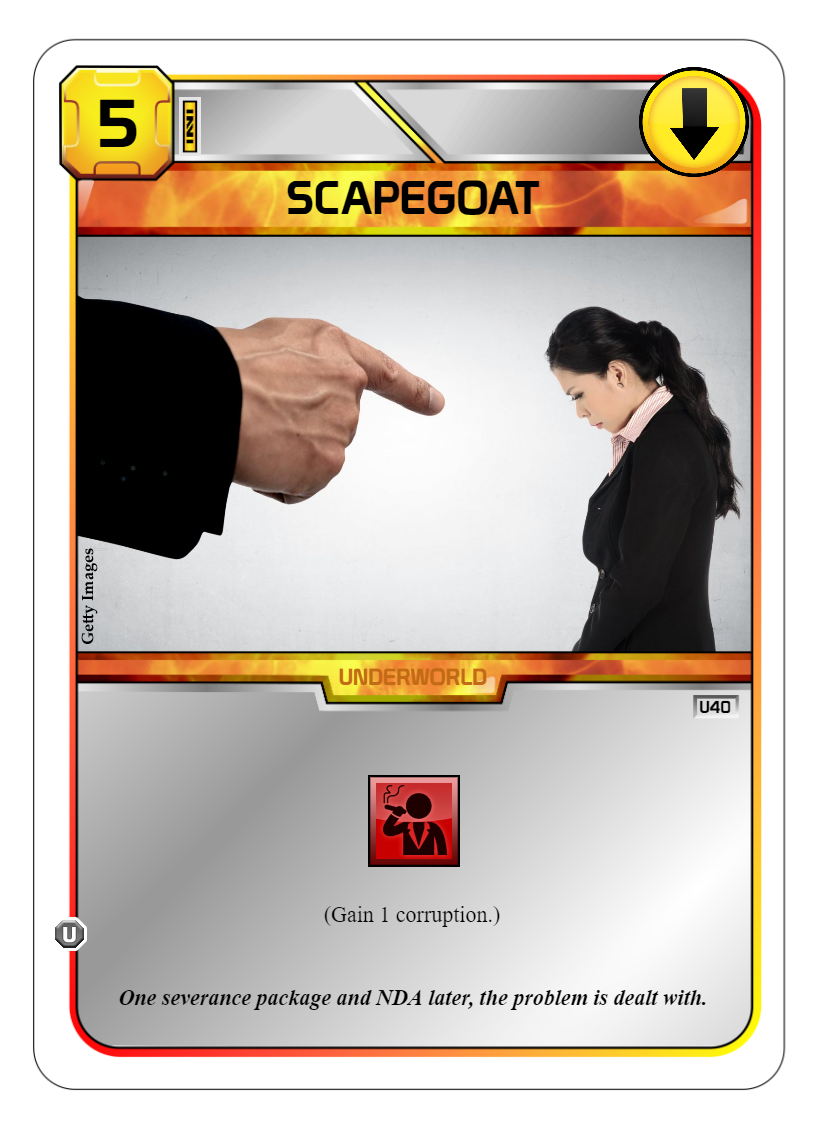 5
SCAPEGOAT
Getty Images
UNDERWORLD
U40
(Gain 1 corruption.)
U
One severance package and NDA later, the problem is dealt with.